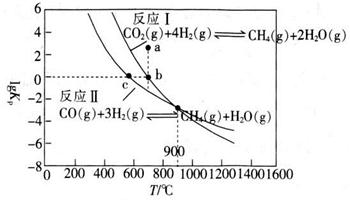 反应Ⅰ
CO₂(g)+4H₂(g)⇌CH₄(g)+2H₂O(g)
a
b
c
反应Ⅱ
CO(g)+3H₂(g)⇌CH₄(g)+H₂O(g)
900
lgKₚ
4
2
0
-2
-4
-6
-8
0 200 400 600 800 1000 1200 1400 1600
T/°C